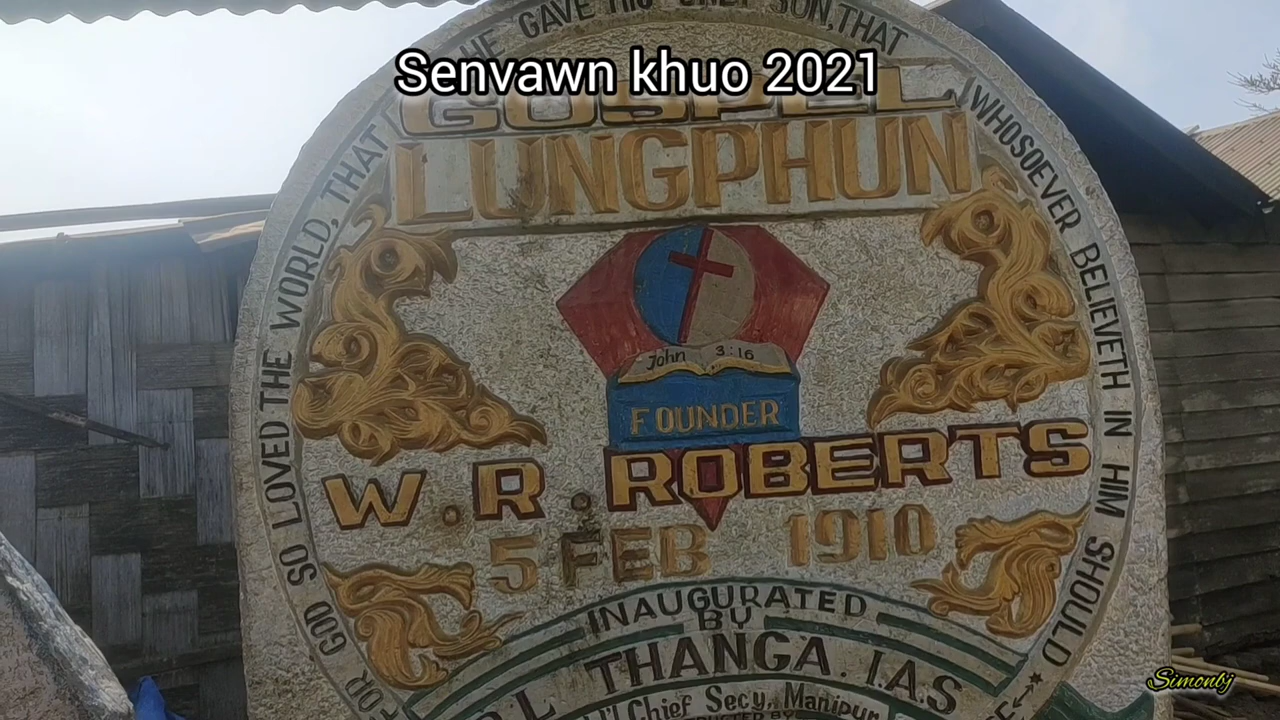 Senvawn khuo 2021
FOR GOD SO LOVED THE WORLD, THAT HE GAVE HIS ONLY SON, THAT WHOSOEVER BELIEVETH IN HIM SHOULD
GOSPEL
LUNGPHUN
John 3:16
FOUNDER
W.R. ROBERTS
5 FEB 1910
INAUGURATED
BY
L THANGA. I.A.S
Chief Secy, Manipur
BY
Simonbj